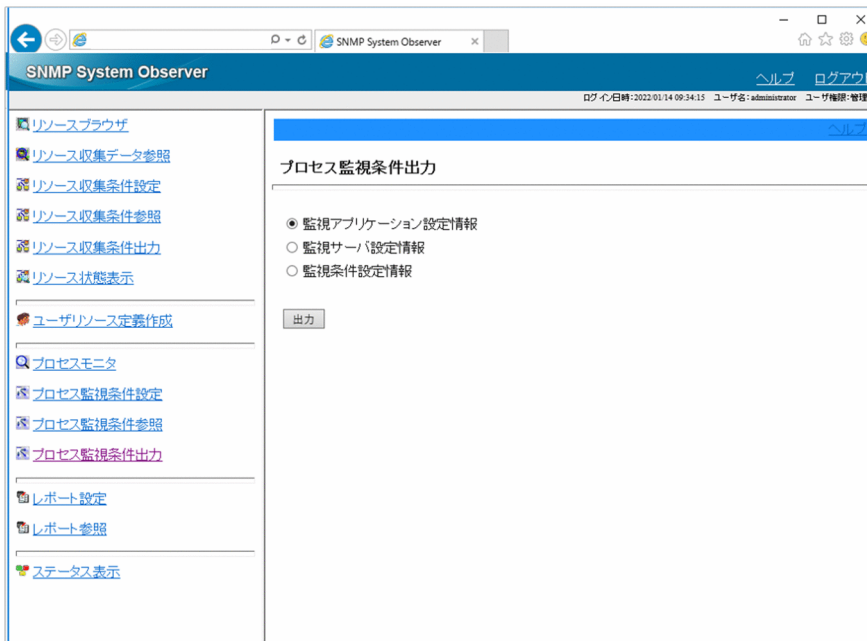 SNMP System Observer
SNMP System Observer
ヘルプ ログアウ
ログイン日時:2022/01/14 09:34:15 ユーザ名:administrator ユーザ権限:管理
リソースブラウザ
リソース収集データ参照
リソース収集条件設定
リソース収集条件参照
リソース収集条件出力
リソース状態表示
ユーザリソース定義作成
プロセスモニタ
プロセス監視条件設定
プロセス監視条件参照
プロセス監視条件出力
レポート設定
レポート参照
ステータス表示
ヘルプ
プロセス監視条件出力
監視アプリケーション設定情報
監視サーバ設定情報
監視条件設定情報
出力